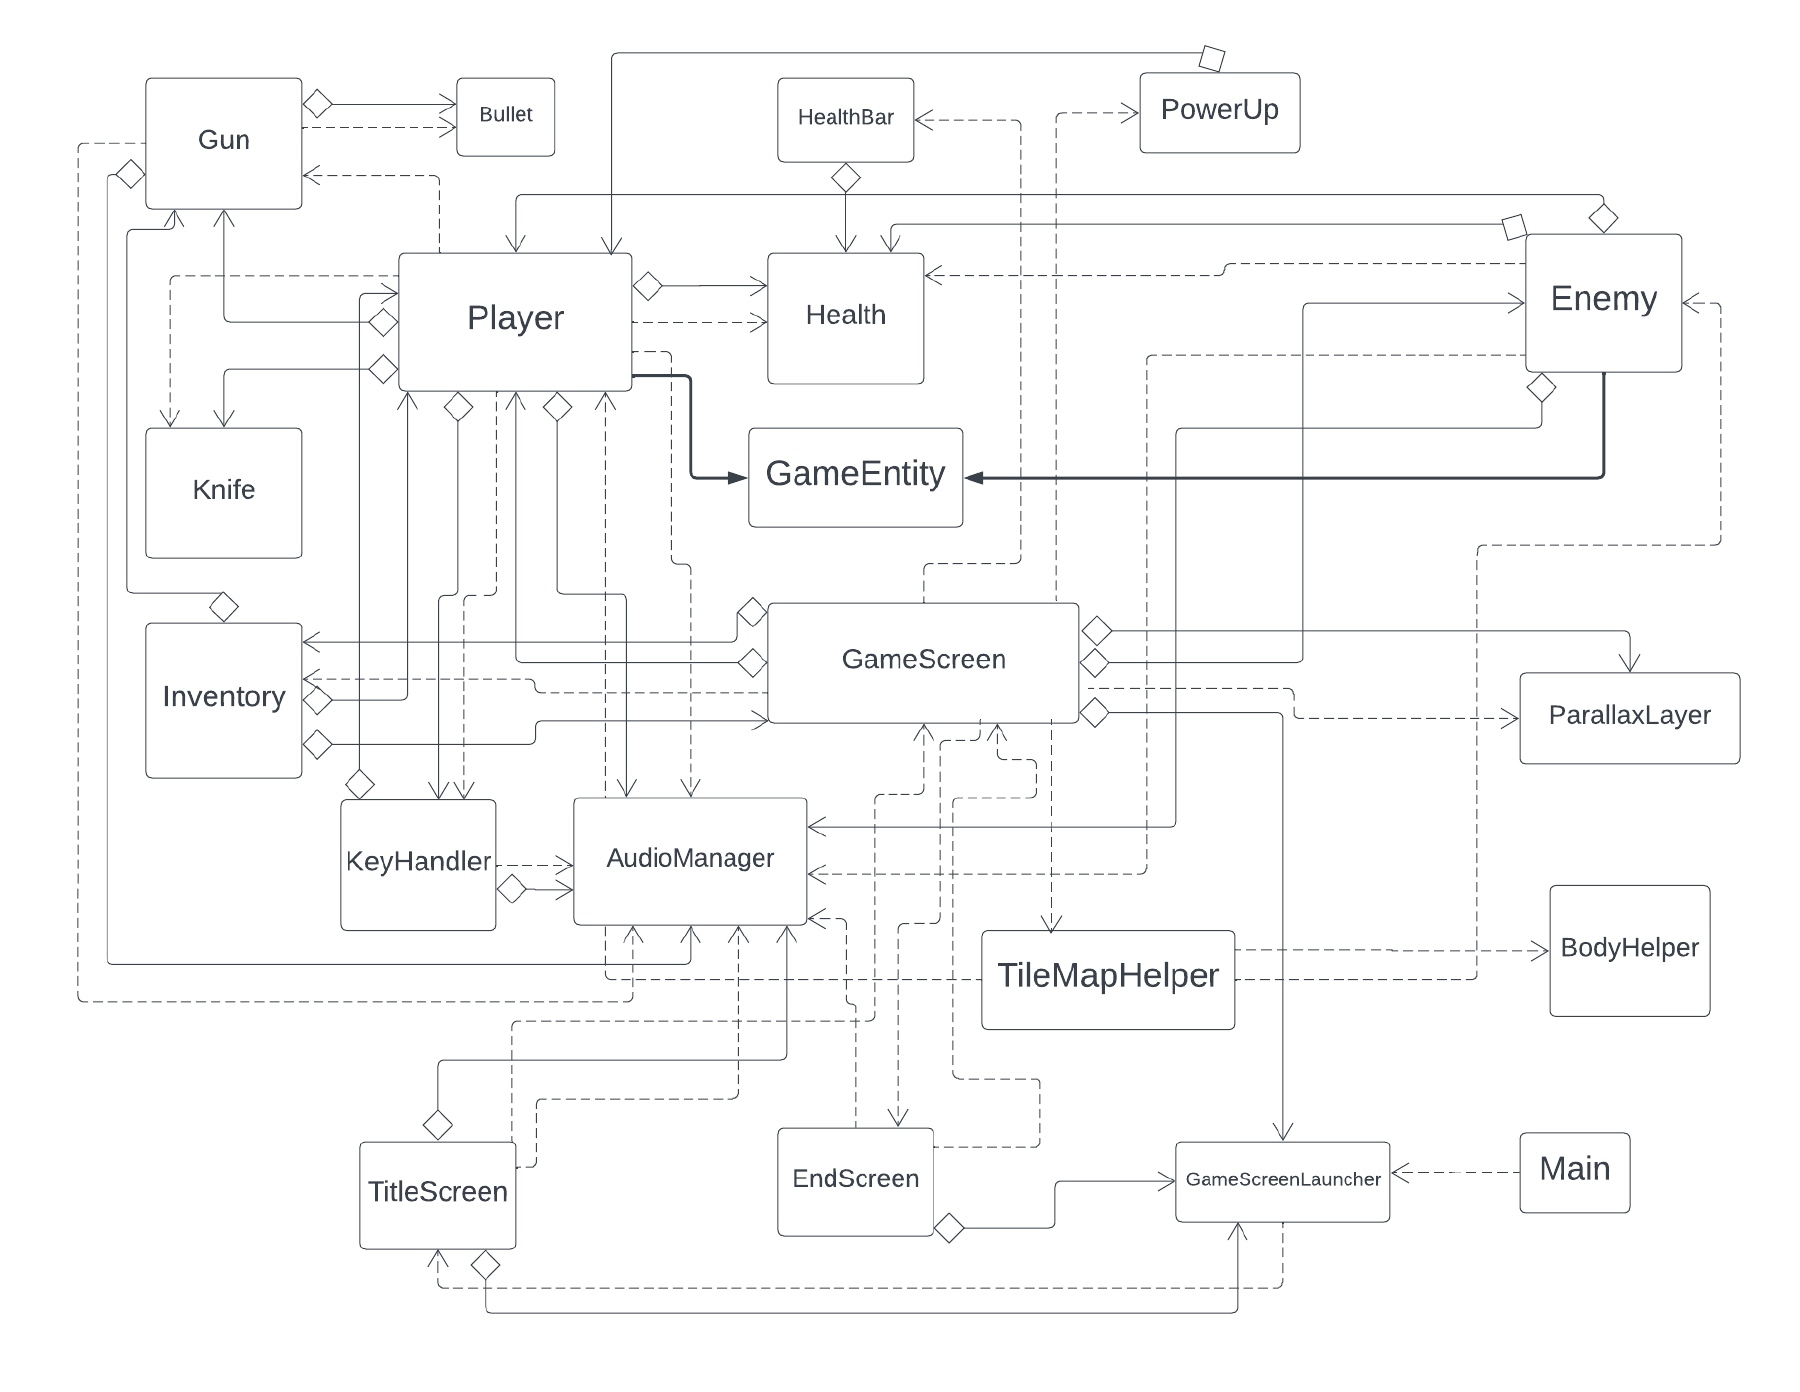 PowerUp
Gun
Bullet
HealthBar
Player
Health
Enemy
Knife
GameEntity
Inventory
GameScreen
ParallaxLayer
KeyHandler
AudioManager
TileMapHelper
BodyHelper
TitleScreen
EndScreen
GameScreenLauncher
Main